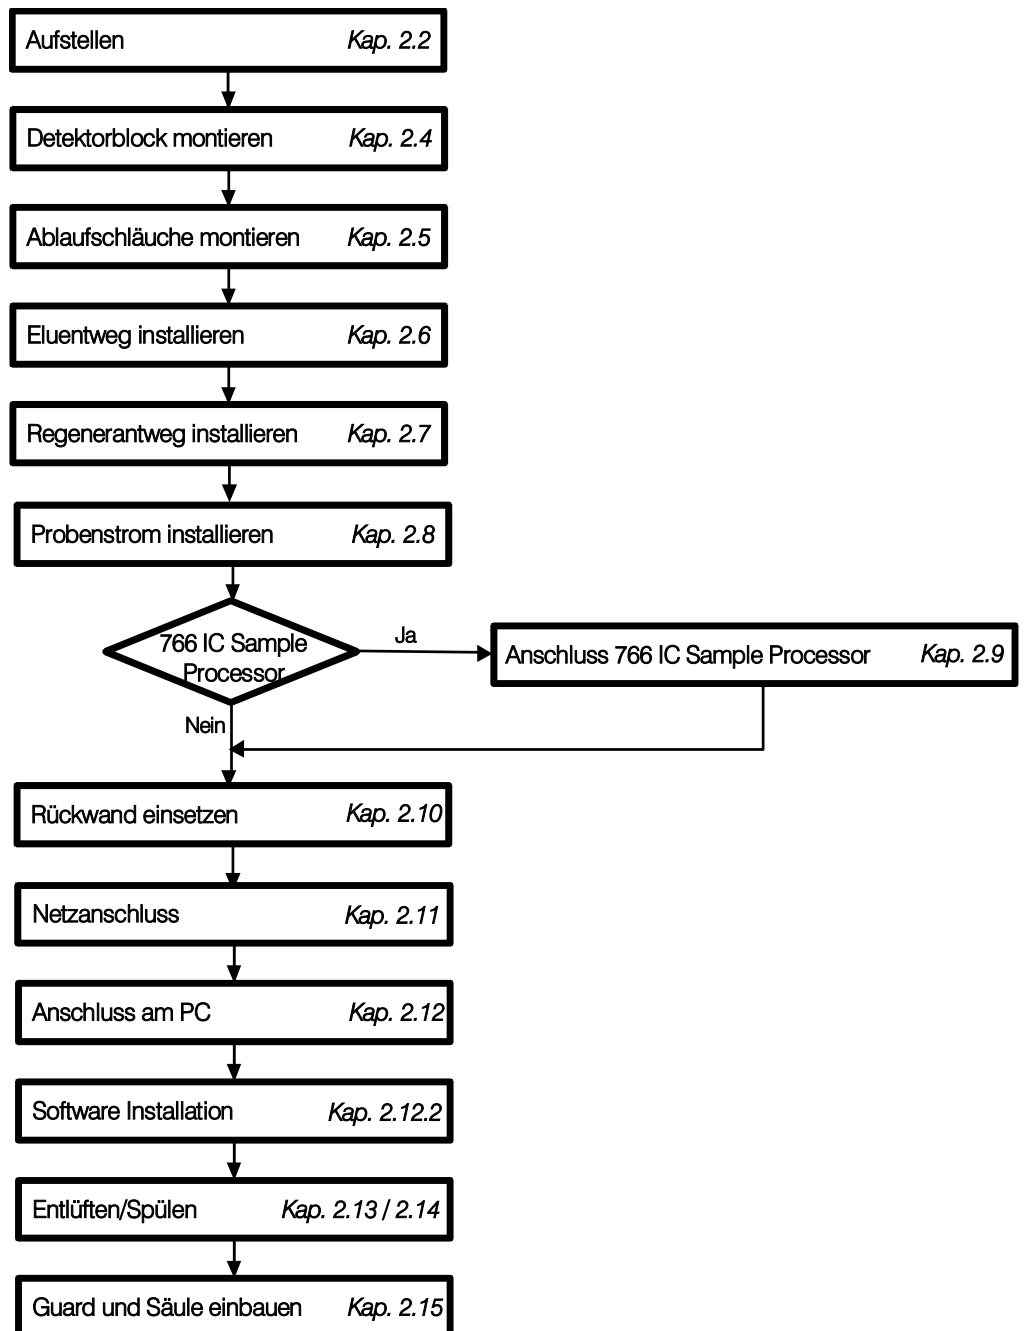 Aufstellen Kap. 2.2
Detektorblock montieren Kap. 2.4
Ablaufschläuche montieren Kap. 2.5
Eluentweg installieren Kap. 2.6
Regenerantweg installieren Kap. 2.7
Probenstrom installieren Kap. 2.8
766 IC Sample
Processor
Ja
Anschluss 766 IC Sample Processor Kap. 2.9
Nein
Rückwand einsetzen Kap. 2.10
Netzanschluss Kap. 2.11
Anschluss am PC Kap. 2.12
Software Installation Kap. 2.12.2
Entlüften/Spülen Kap. 2.13 / 2.14
Guard und Säule einbauen Kap. 2.15